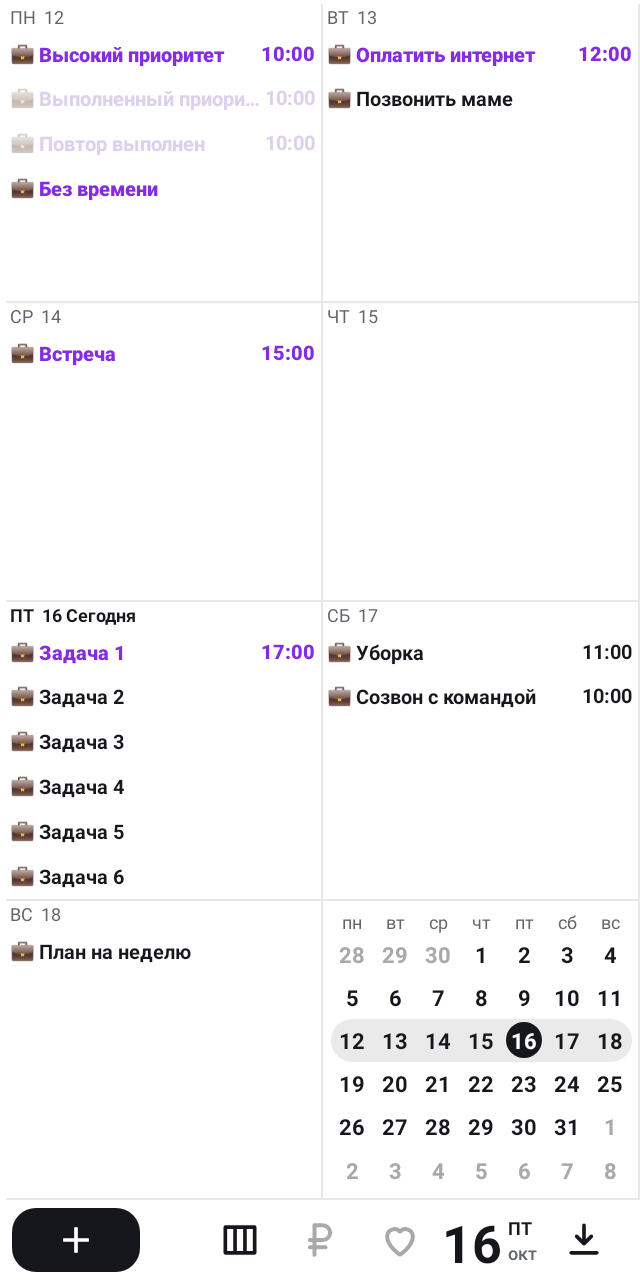 ПН 12
Высокий приоритет 10:00
Выполненный приори... 10:00
Повтор выполнен 10:00
Без времени
ВТ 13
Оплатить интернет 12:00
Позвонить маме
СР 14
Встреча 15:00
ЧТ 15
ПТ 16 Сегодня
Задача 1 17:00
Задача 2
Задача 3
Задача 4
Задача 5
Задача 6
СБ 17
Уборка 11:00
Созвон с командой 10:00
ВС 18
План на неделю
пн вт ср чт пт сб вс
28 29 30 1 2 3 4
5 6 7 8 9 10 11
12 13 14 15 16 17 18
19 20 21 22 23 24 25
26 27 28 29 30 31 1
2 3 4 5 6 7 8
+ ₽ 16 ПТ
окт